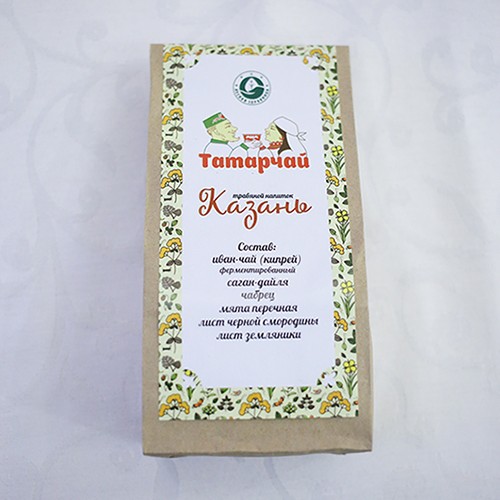 Татарчай
травяной напиток
Казань
Состав:
иван-чай (кипрей)
ферментированный
саган-дайля
чабрец
мята перечная
лист черной смородины
лист земляники